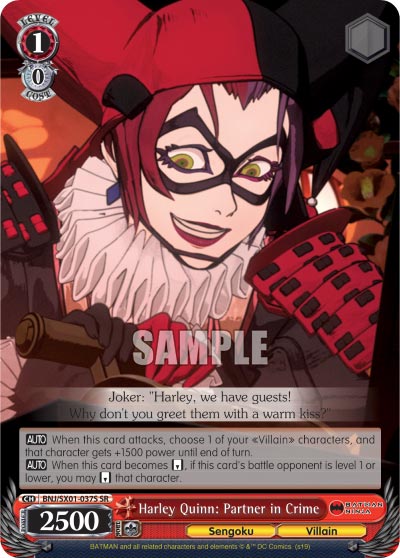 LEVEL
1
0
COST
SAMPLE
Joker: "Harley, we have guests!
Why don't you greet them with a warm kiss?"
AUTO When this card attacks, choose 1 of your «Villain» characters, and
that character gets +1500 power until end of turn.
AUTO When this card becomes , if this card's battle opponent is level 1 or
lower, you may that character.
CH BNJ/SX01-037S SR
Harley Quinn: Partner in Crime
BATMAN
NINJA
POWER
2500
Sengoku
Villain
BATMAN and all related characters and elements © & ™ DC Comics. (s19)